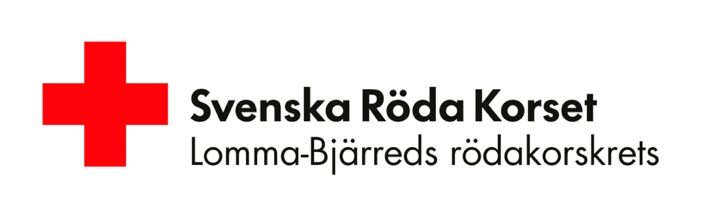 Svenska Röda Korset
Lomma-Bjärreds rödakorskrets